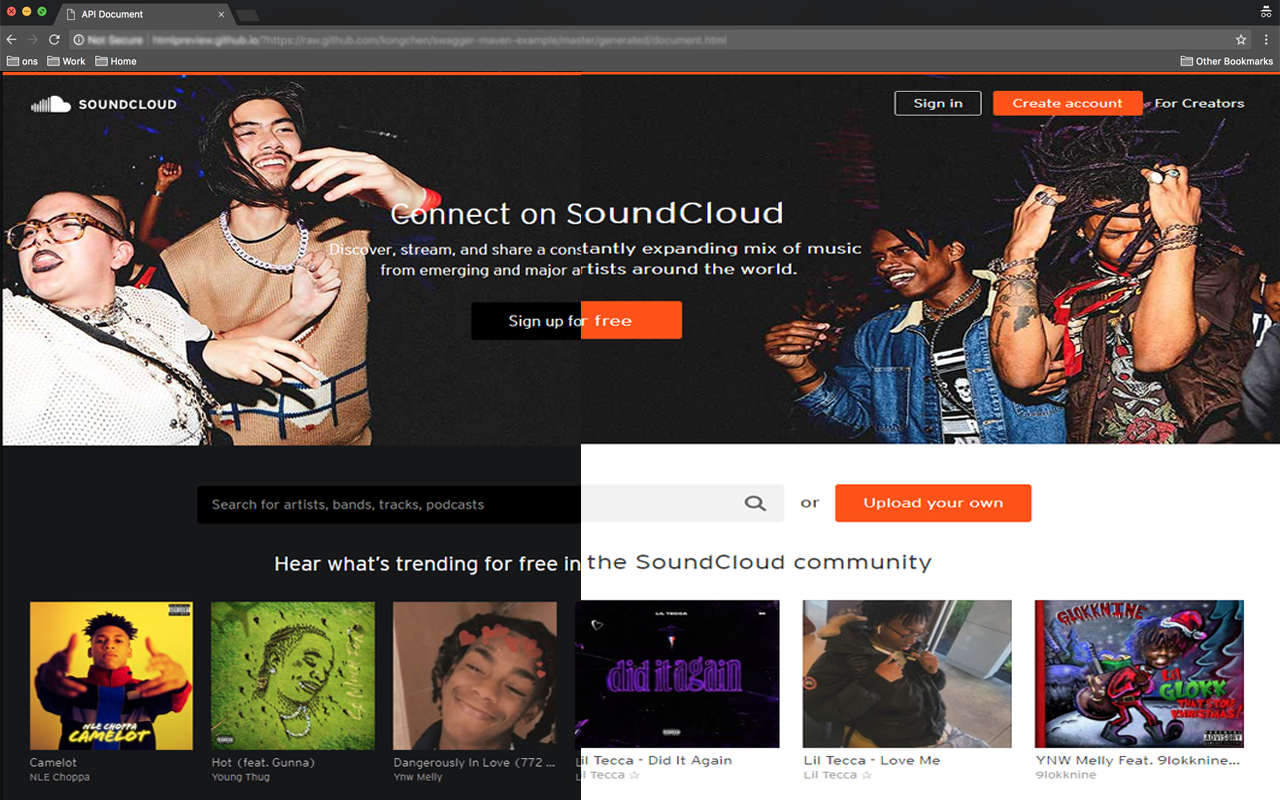 API Document
Not Secure | htmlpreview.github.io/?https://raw.github.com/kongchen/swagger-maven-example/master/generated/document.html
ons Work Home Other Bookmarks
SOUNDCLOUD Sign in Create account For Creators
Connect on SoundCloud
Discover, stream, and share a constantly expanding mix of music
from emerging and major artists around the world.
Sign up for free
Search for artists, bands, tracks, podcasts or Upload your own
Hear what's trending for free in the SoundCloud community
NLE CHOPPA
CAMELOT
LIL TECCA
did it again
GLOKKNINE
LIL
GLOKK
THAT STOLE
KHRISTMAS!
Camelot
NLE Choppa
Hot (feat. Gunna)
Young Thug
Dangerously In Love (772 ...
Ynw Melly
il Tecca - Did It Again
il Tecca ☆
Lil Tecca - Love Me
Lil Tecca ☆
YNW Melly Feat. 9lokknine...
9lokknine